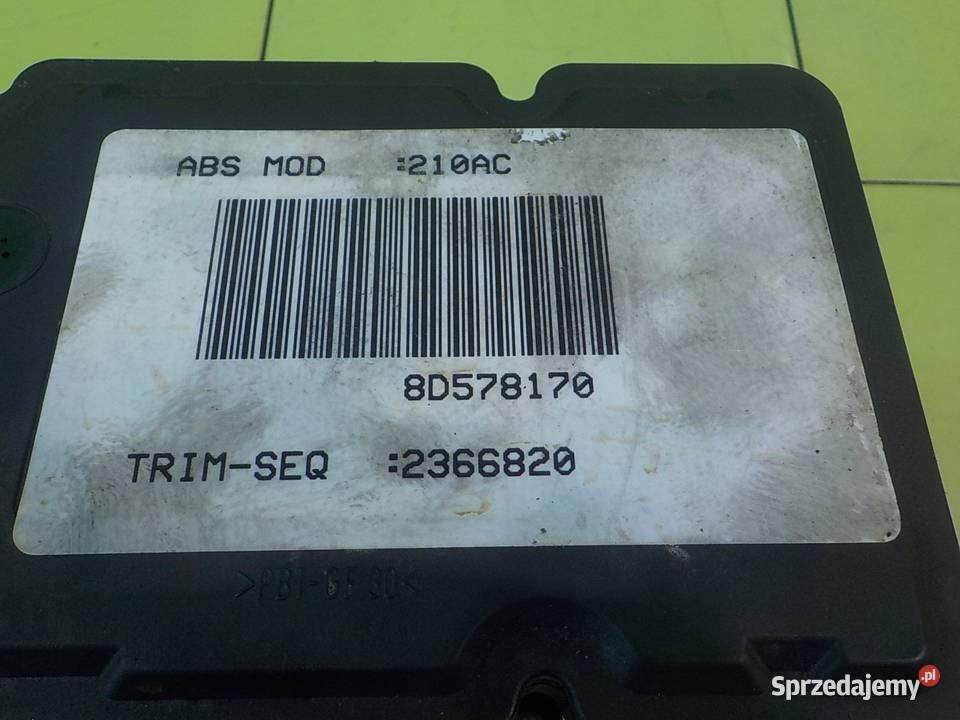 ABS MOD :210AC
8D578170
TRIM-SEQ :2366820
>PBT-GF30<
Sprzedajemy.pl